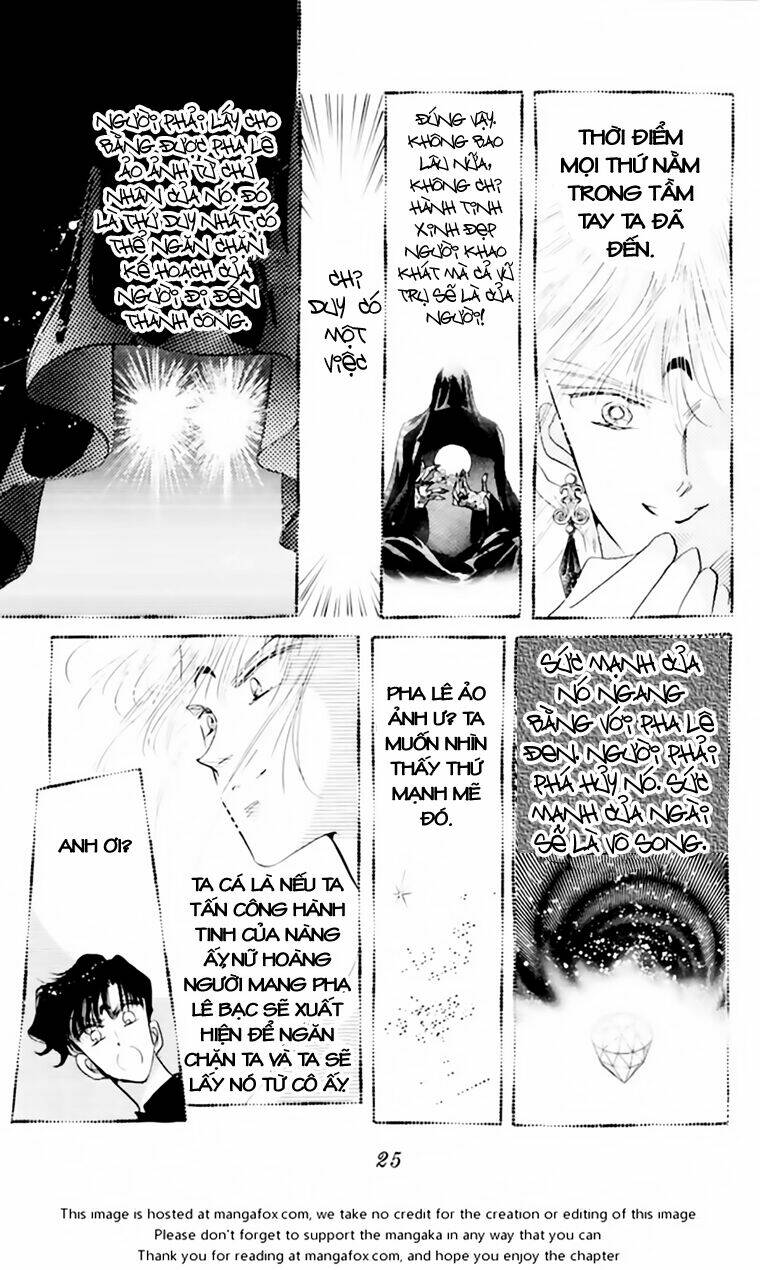 THỜI ĐIỂM
MỌI THỨ NẰM
TRONG TẦM
TAY TA ĐÃ
ĐẾN.
ĐÚNG VẬY.
KHÔNG BAO
LÂU NỮA,
KHÔNG CHỈ
HÀNH TINH
XINH ĐẸP
NGƯỜI KHAO
KHÁT MÀ CẢ VŨ
TRỤ SẼ LÀ CỦA
NGƯỜI!
CHỈ
DUY CÓ
MỘT
VIỆC
NGƯỜI PHẢI LẤY CHO
BẰNG ĐƯỢC PHA LÊ
ẢO ẢNH TỪ CHỦ
NHÂN CỦA NÓ. ĐÓ
LÀ THỨ DUY NHẤT CÓ
THỂ NGĂN CHẶN
KẾ HOẠCH CỦA
NGƯỜI ĐI ĐẾN
THÀNH CÔNG.
SỨC MẠNH CỦA
NÓ NGANG
BẰNG VỚI PHA LÊ
ĐEN. NGƯỜI PHẢI
PHÁ HỦY NÓ. SỨC
MẠNH CỦA NGÀI
SẼ LÀ VÔ SONG.
PHA LÊ ẢO
ẢNH Ư? TA
MUỐN NHÌN
THẤY THỨ
MẠNH MẼ
ĐÓ.
TA CÁ LÀ NẾU TA
TẤN CÔNG HÀNH
TINH CỦA NÀNG
ẤY, NỮ HOÀNG
NGƯỜI MANG PHA
LÊ BẠC SẼ XUẤT
HIỆN ĐỂ NGĂN
CHẶN TA VÀ TA SẼ
LẤY NÓ TỪ CÔ ẤY.
ANH ƠI?
25
This image is hosted at mangafox.com, we take no credit for the creation or editing of this image
Please don't forget to support the mangaka in any way that you can
Thank you for reading at mangafox.com, and hope you enjoy the chapter